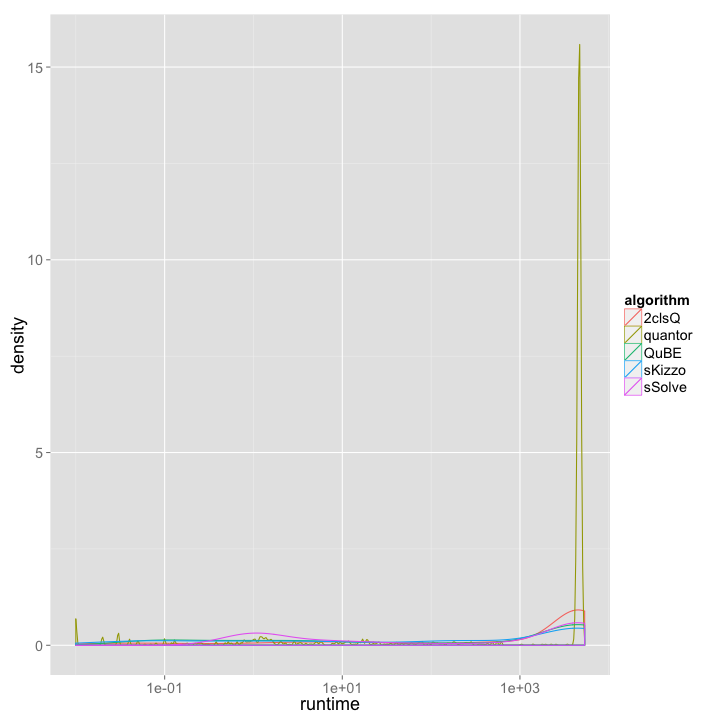 density
15
10
5
0
1e-01
1e+01
1e+03
runtime
algorithm
2clsQ
quantor
QuBE
sKizzo
sSolve